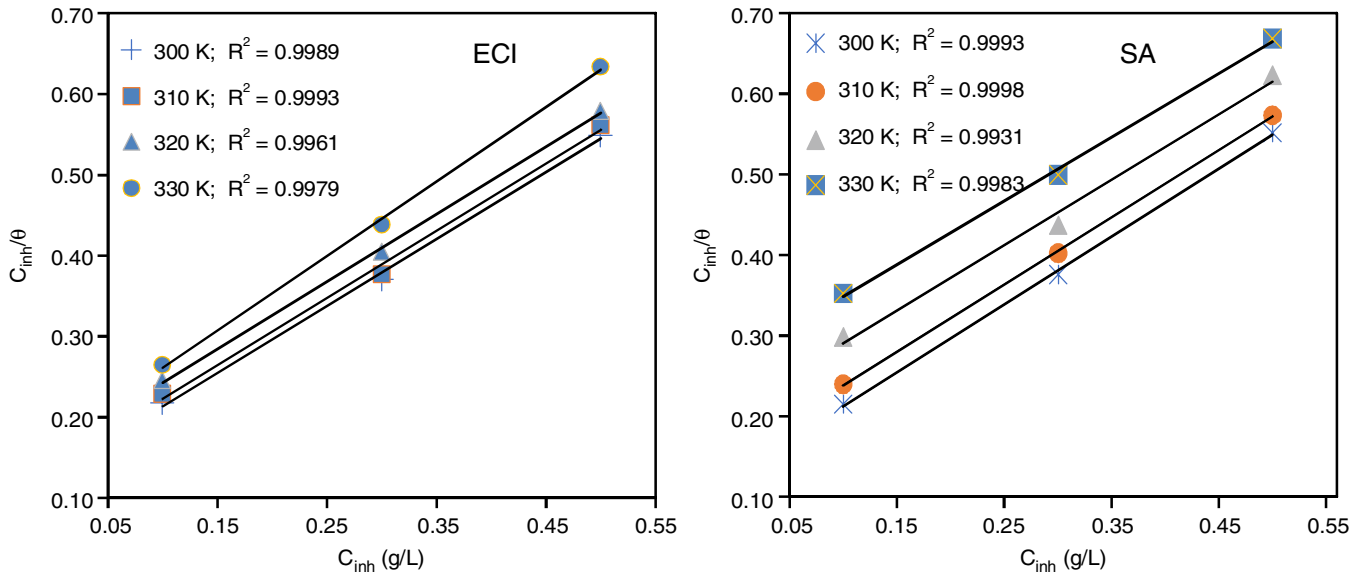 0.70
0.60
0.50
0.40
0.30
0.20
0.10
C_inh/θ
300 K; R² = 0.9989
310 K; R² = 0.9993
320 K; R² = 0.9961
330 K; R² = 0.9979
ECI
0.05 0.15 0.25 0.35 0.45 0.55
C_inh (g/L)
0.70
0.60
0.50
0.40
0.30
0.20
0.10
C_inh/θ
300 K; R² = 0.9993
310 K; R² = 0.9998
320 K; R² = 0.9931
330 K; R² = 0.9983
SA
0.05 0.15 0.25 0.35 0.45 0.55
C_inh (g/L)